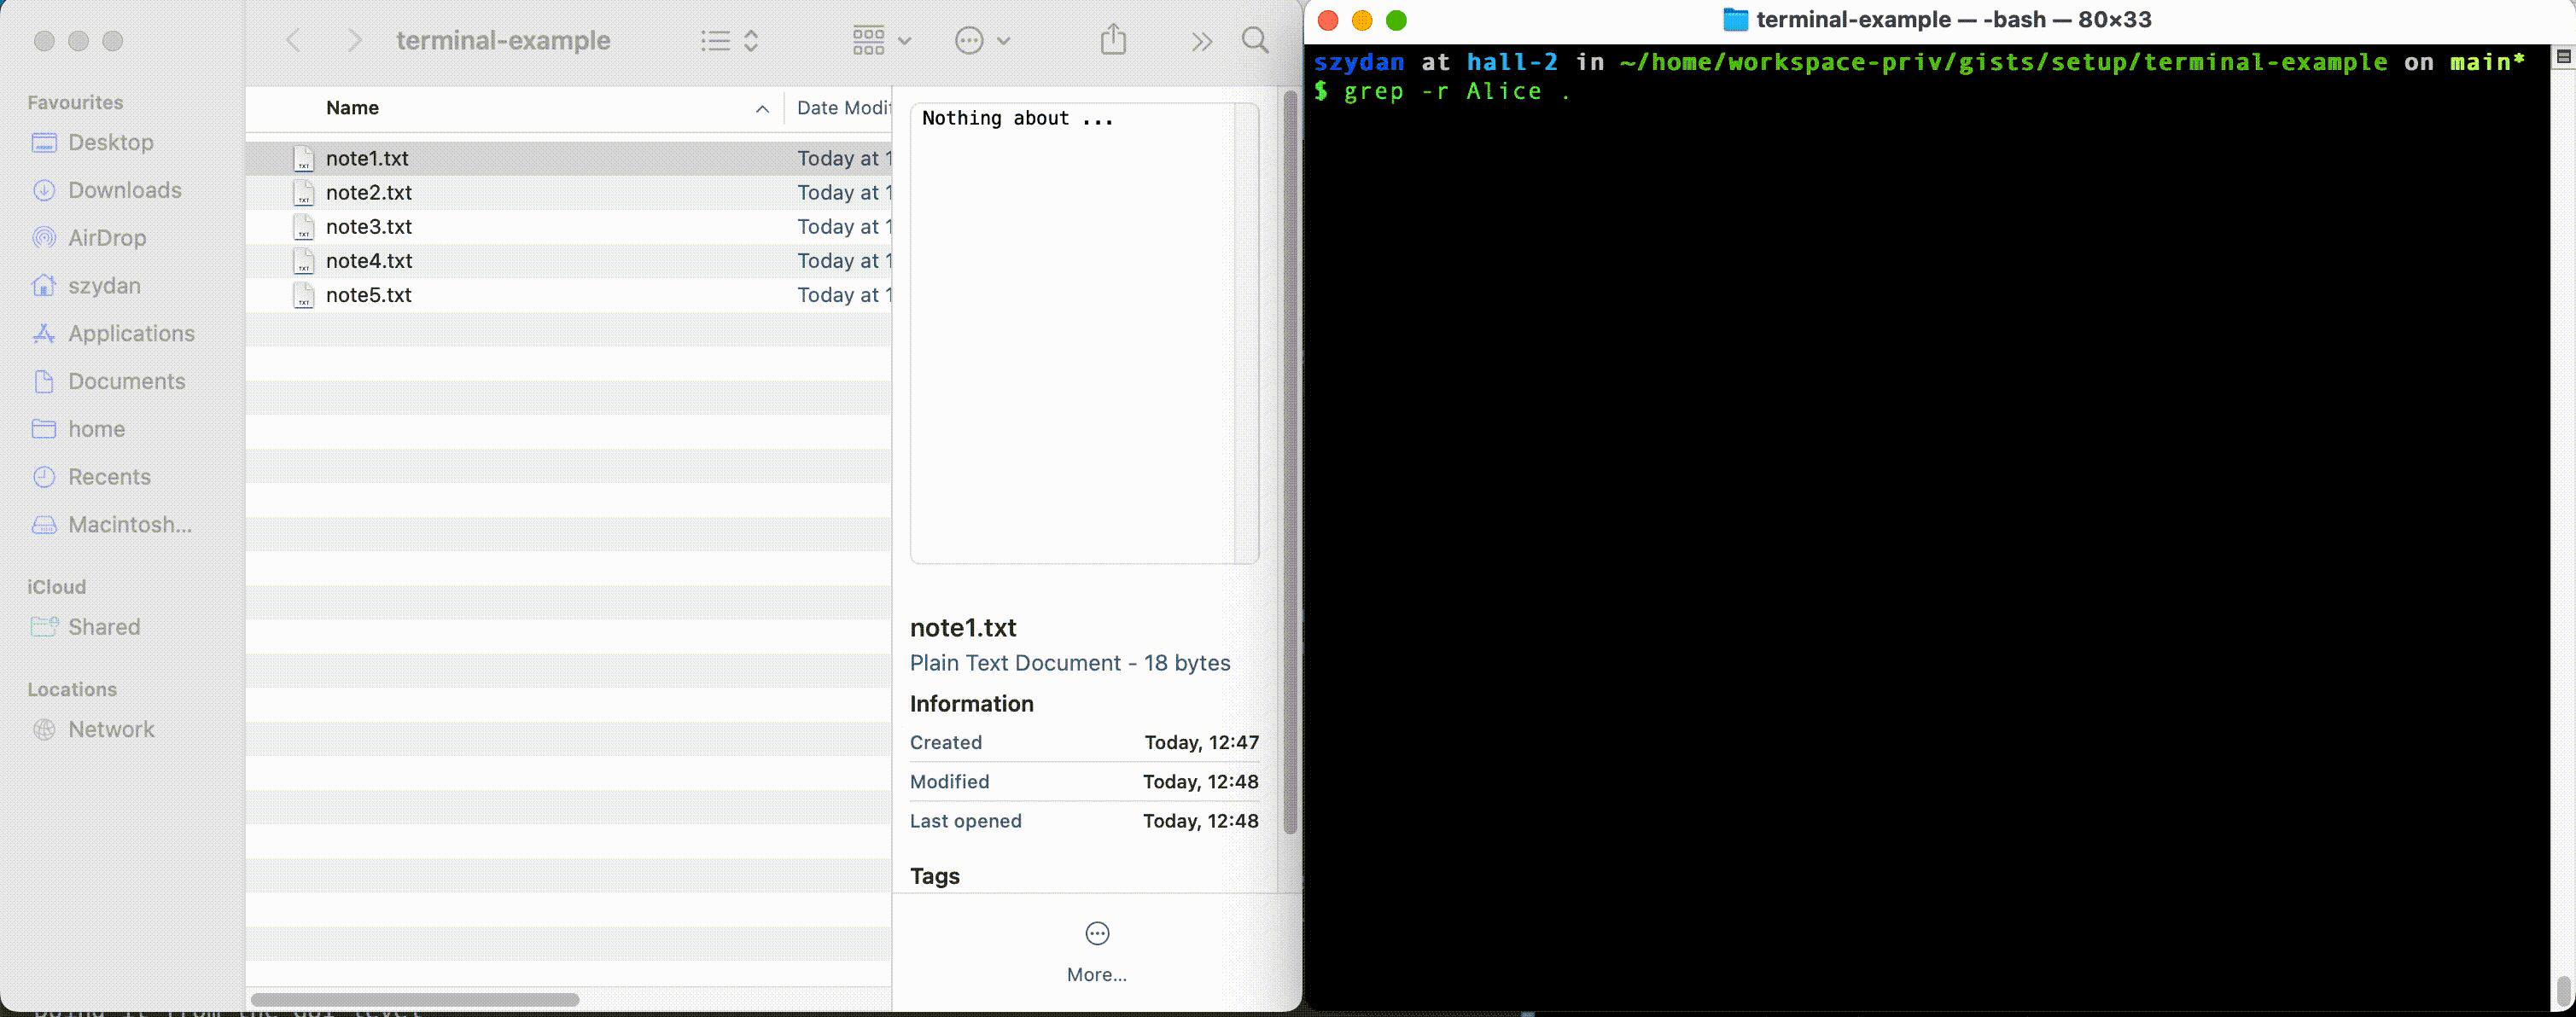 terminal-example
Favourites
Desktop
Downloads
AirDrop
szydan
Applications
Documents
home
Recents
Macintosh...
iCloud
Shared
Locations
Network
Name
Date Modif
note1.txt Today at 1
note2.txt Today at 1
note3.txt Today at 1
note4.txt Today at 1
note5.txt Today at 1
Nothing about ...
note1.txt
Plain Text Document - 18 bytes
Information
Created Today, 12:47
Modified Today, 12:48
Last opened Today, 12:48
Tags
More...
terminal-example — -bash — 80×33
szydan at hall-2 in ~/home/workspace-priv/gists/setup/terminal-example on main*
$ grep -r Alice .